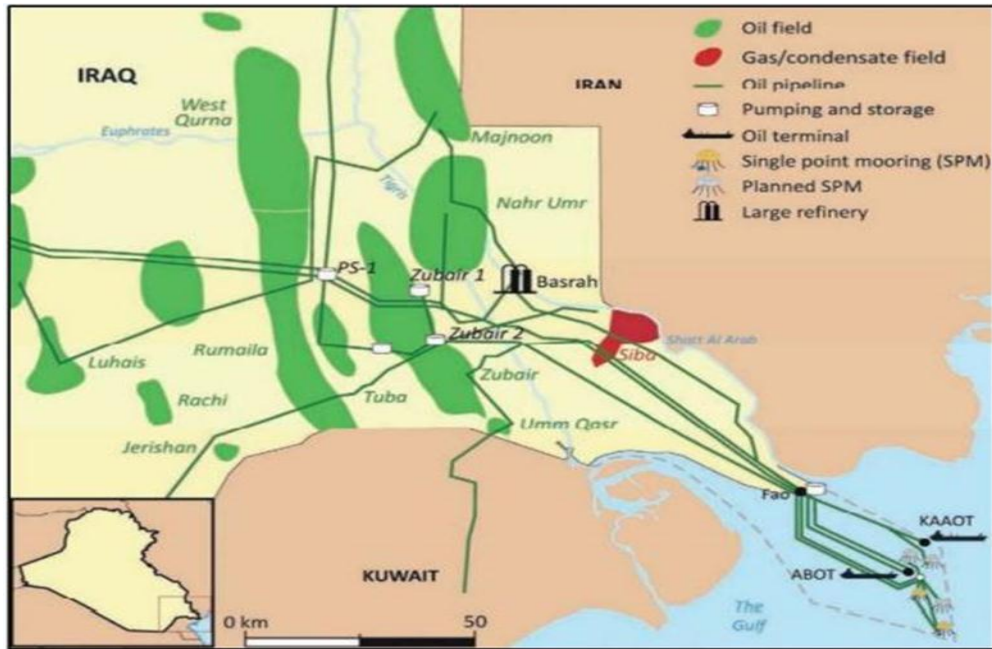 IRAQ
IRAN
KUWAIT
Oil field
Gas/condensate field
Oil pipeline
Pumping and storage
Oil terminal
Single point mooring (SPM)
Planned SPM
Large refinery
West
Qurna
Euphrates
Majnoon
Tigris
Nahr Umr
PS-1
Zubair 1
Basrah
Zubair 2
Shatt Al Arab
Siba
Luhais
Rumaila
Zubair
Rachi
Tuba
Umm Qasr
Jerishan
Fao
KAAOT
ABOT
The
Gulf
0 km
50